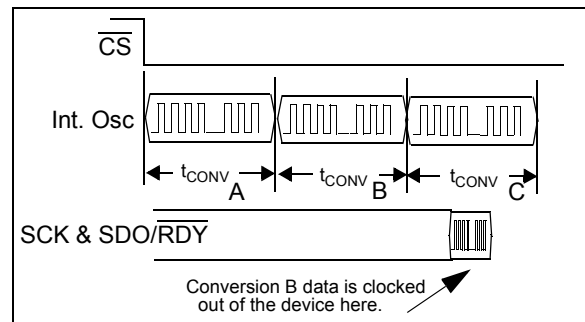 CS
Int. Osc
tCONV A tCONV B tCONV C
SCK & SDO/RDY
Conversion B data is clocked
out of the device here.